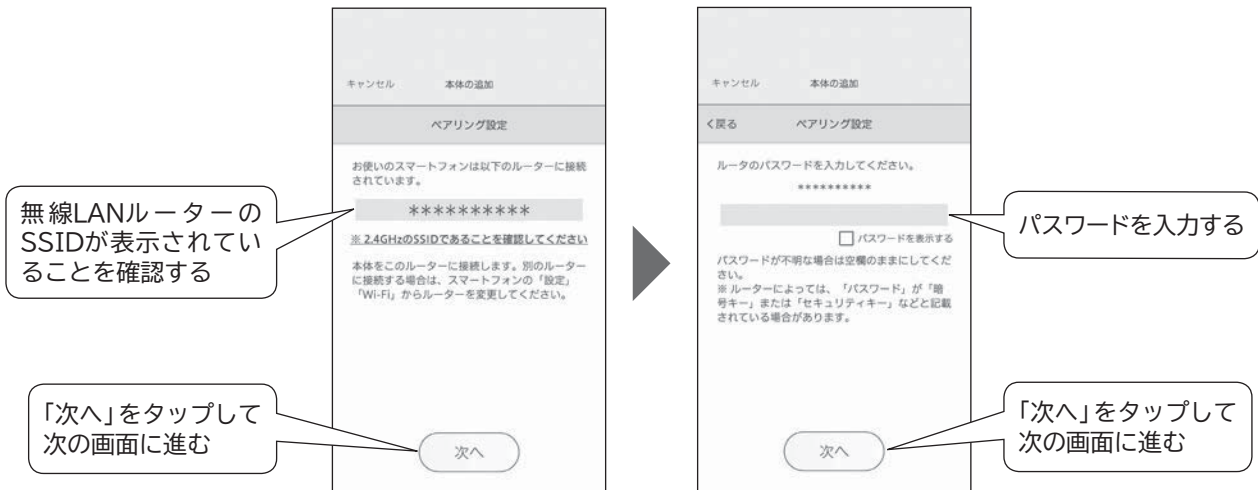 キャンセル 本体の追加
ペアリング設定
お使いのスマートフォンは以下のルーターに接続
されています。
**********
※ 2.4GHzのSSIDであることを確認してください
本体をこのルーターに接続します。別のルーター
に接続する場合は、スマートフォンの「設定」
「Wi-Fi」からルーターを変更してください。
次へ
無線LANルーターの
SSIDが表示されてい
ることを確認する
「次へ」をタップして
次の画面に進む
キャンセル 本体の追加
く戻る ペアリング設定
ルータのパスワードを入力してください。
**********
パスワードを表示する
パスワードが不明な場合は空欄のままにしてくだ
さい。
※ ルーターによっては、「パスワード」が「暗
号キー」または「セキュリティキー」などと記載
されている場合があります。
次へ
パスワードを入力する
「次へ」をタップして
次の画面に進む